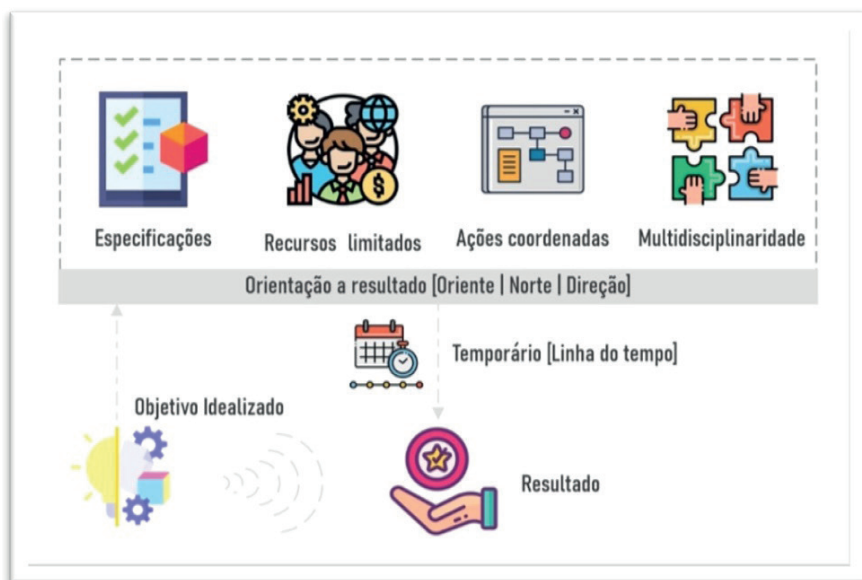 Especificações
Recursos limitados
Ações coordenadas
Multidisciplinaridade
Orientação a resultado [Oriente | Norte | Direção]
Temporário [Linha do tempo]
Objetivo Idealizado
Resultado